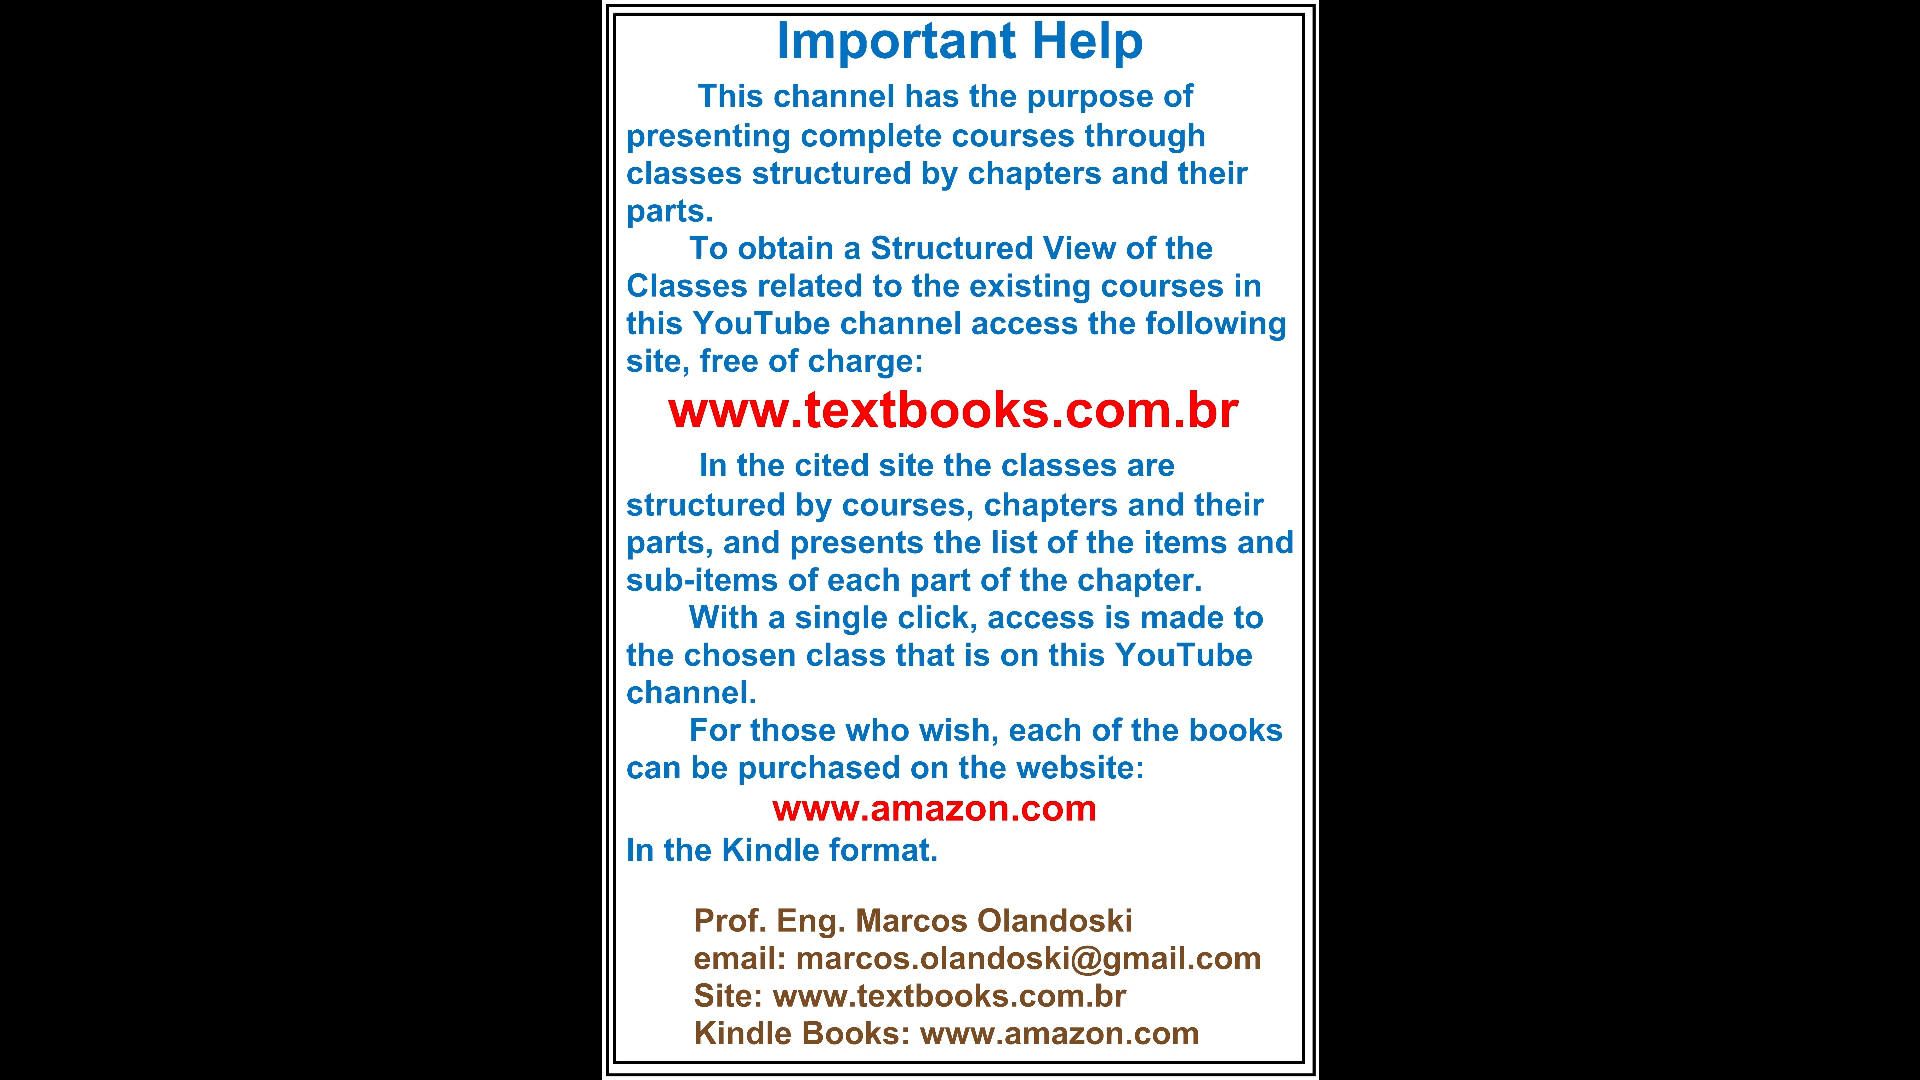 Important Help
This channel has the purpose of
presenting complete courses through
classes structured by chapters and their
parts.
To obtain a Structured View of the
Classes related to the existing courses in
this YouTube channel access the following
site, free of charge:
www.textbooks.com.br
In the cited site the classes are
structured by courses, chapters and their
parts, and presents the list of the items and
sub-items of each part of the chapter.
With a single click, access is made to
the chosen class that is on this YouTube
channel.
For those who wish, each of the books
can be purchased on the website:
www.amazon.com
In the Kindle format.
Prof. Eng. Marcos Olandoski
email: marcos.olandoski@gmail.com
Site: www.textbooks.com.br
Kindle Books: www.amazon.com